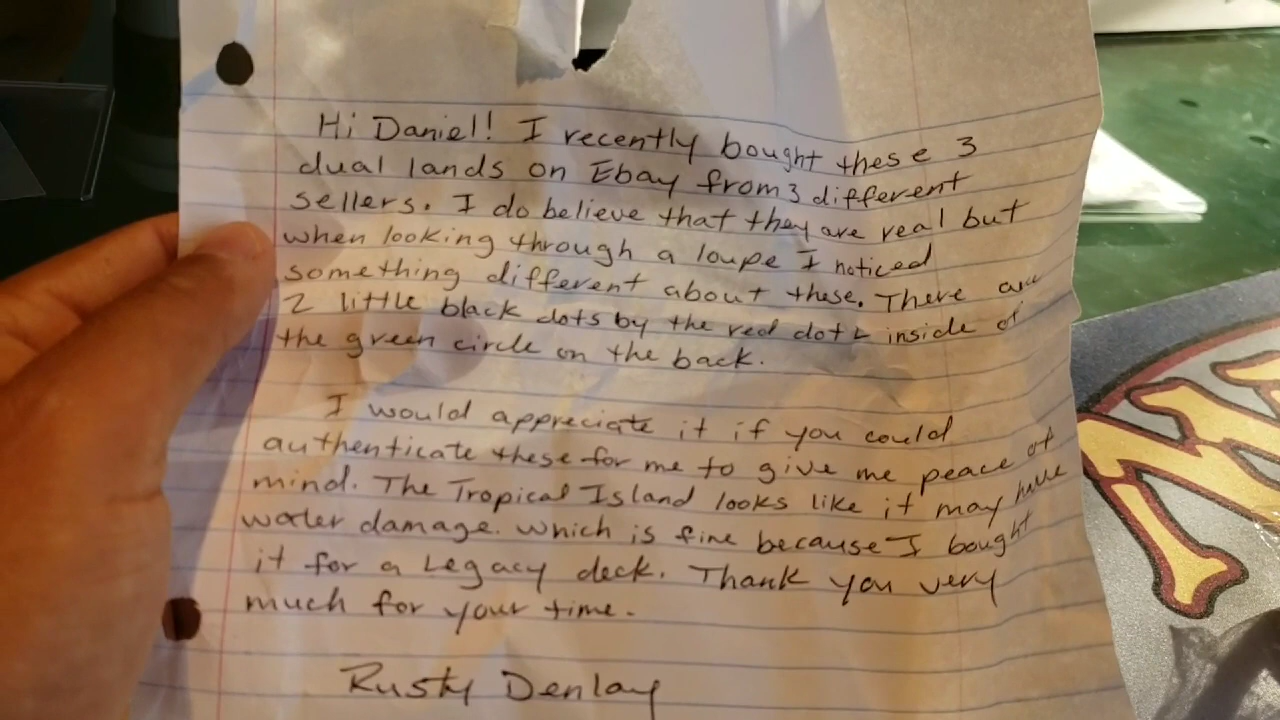 Hi Daniel! I recently bought these 3
dual lands on Ebay from 3 different
sellers. I do believe that they are real but
when looking through a loupe I noticed
something different about these. There are
2 little black dots by the red dot inside of
the green circle on the back.
I would appreciate it if you could
authenticate these for me to give me peace of
mind. The Tropical Island looks like it may have
water damage. Which is fine because I bought
it for a Legacy deck. Thank you very
much for your time.
Rusty Denlay